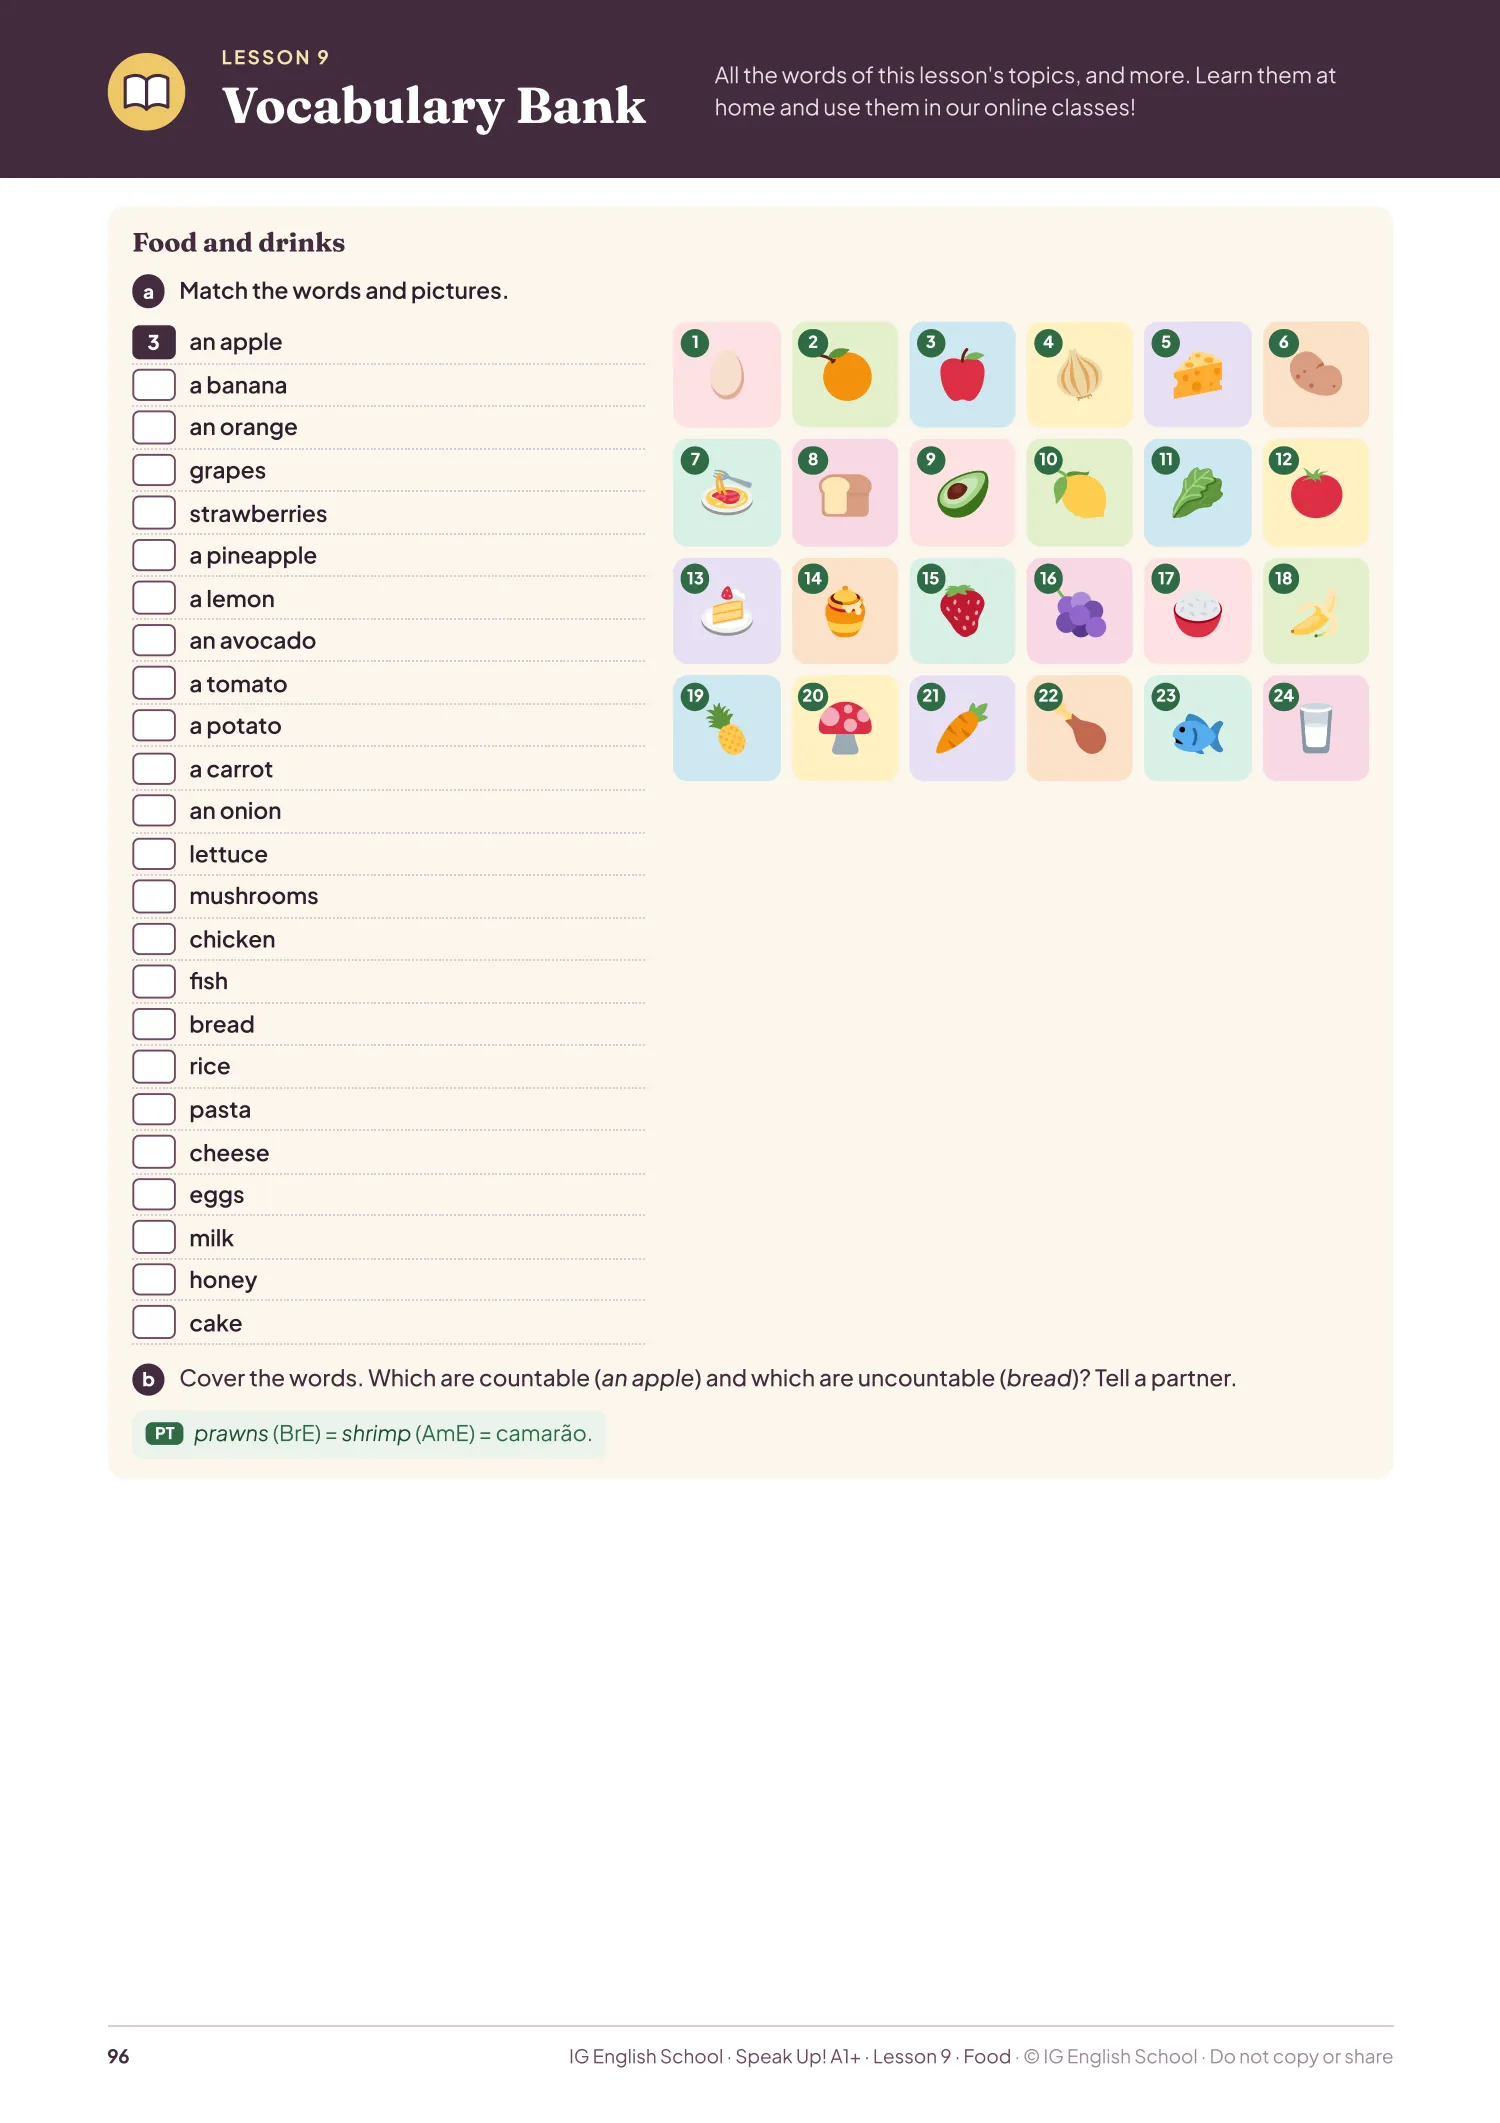 LESSON 9
Vocabulary Bank
All the words of this lesson's topics, and more. Learn them at
home and use them in our online classes!
Food and drinks
a Match the words and pictures.
3 an apple
a banana
an orange
grapes
strawberries
a pineapple
a lemon
an avocado
a tomato
a potato
a carrot
an onion
lettuce
mushrooms
chicken
fish
bread
rice
pasta
cheese
eggs
milk
honey
cake
1 2 3 4 5 6
7 8 9 10 11 12
13 14 15 16 17 18
19 20 21 22 23 24
b Cover the words. Which are countable (an apple) and which are uncountable (bread)? Tell a partner.
PT prawns (BrE) = shrimp (AmE) = camarão.
96 IG English School · Speak Up! A1+ · Lesson 9 · Food · © IG English School · Do not copy or share